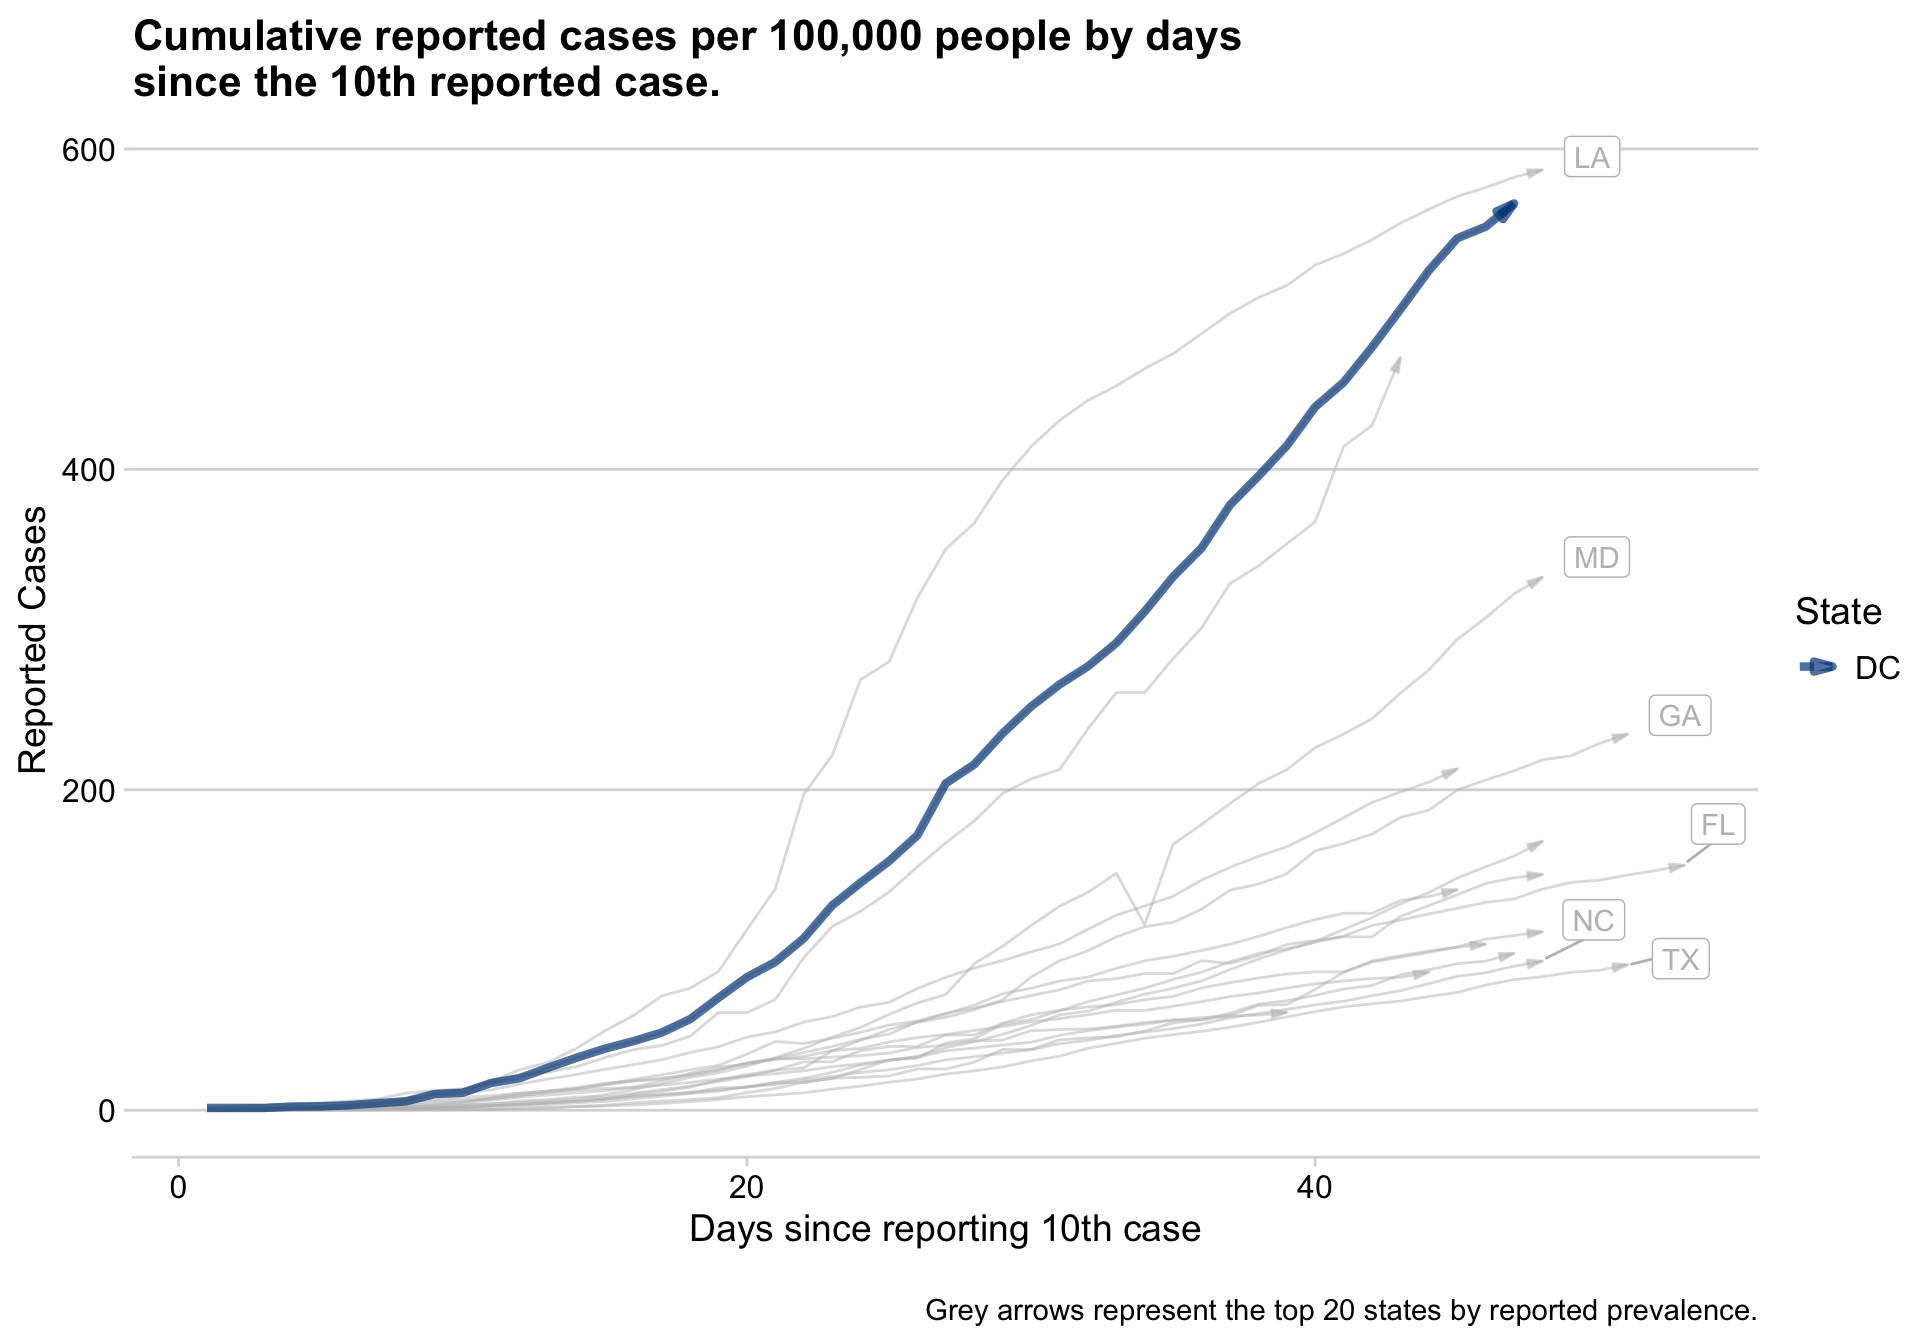 Cumulative reported cases per 100,000 people by days
since the 10th reported case.
600
LA
400
MD
Reported Cases
State
DC
GA
200
FL
NC
TX
0
0
20
40
Days since reporting 10th case
Grey arrows represent the top 20 states by reported prevalence.